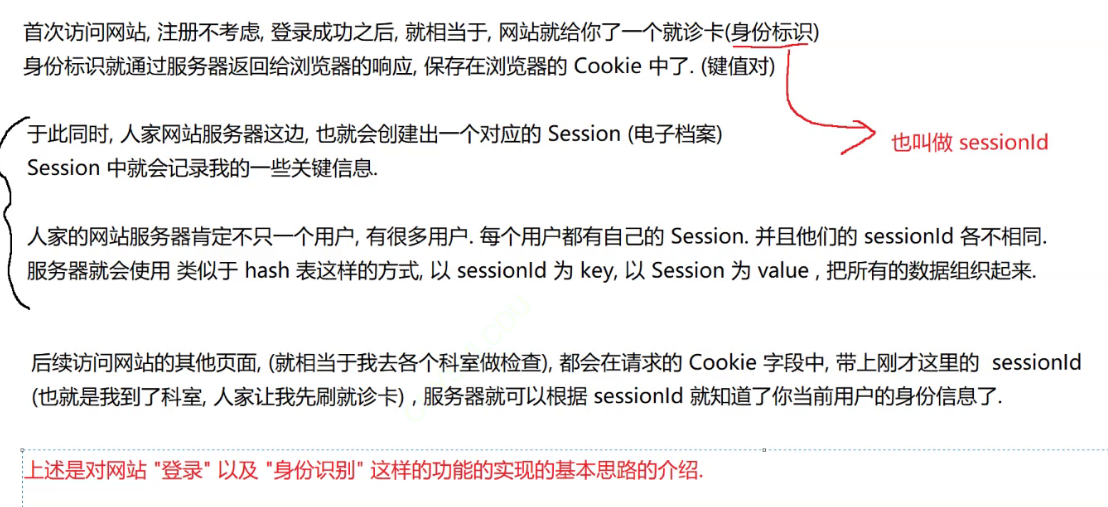 首次访问网站, 注册不考虑, 登录成功之后, 就相当于, 网站就给你了一个就诊卡(身份标识)
身份标识就通过服务器返回给浏览器的响应, 保存在浏览器的 Cookie 中了. (键值对)
于此同时, 人家网站服务器这边, 也就会创建出一个对应的 Session (电子档案)
也叫做 sessionId
Session 中就会记录我的一些关键信息.
人家的网站服务器肯定不只一个用户, 有很多用户. 每个用户都有自己的 Session. 并且他们的 sessionId 各不相同.
服务器就会使用 类似于 hash 表这样的方式, 以 sessionId 为 key, 以 Session 为 value , 把所有的数据组织起来.
后续访问网站的其他页面, (就相当于我去各个科室做检查), 都会在请求的 Cookie 字段中, 带上刚才这里的 sessionId
(也就是我到了科室, 人家让我先刷就诊卡) , 服务器就可以根据 sessionId 就知道了你当前用户的身份信息了.
上述是对网站 "登录" 以及 "身份识别" 这样的功能的实现的基本思路的介绍.